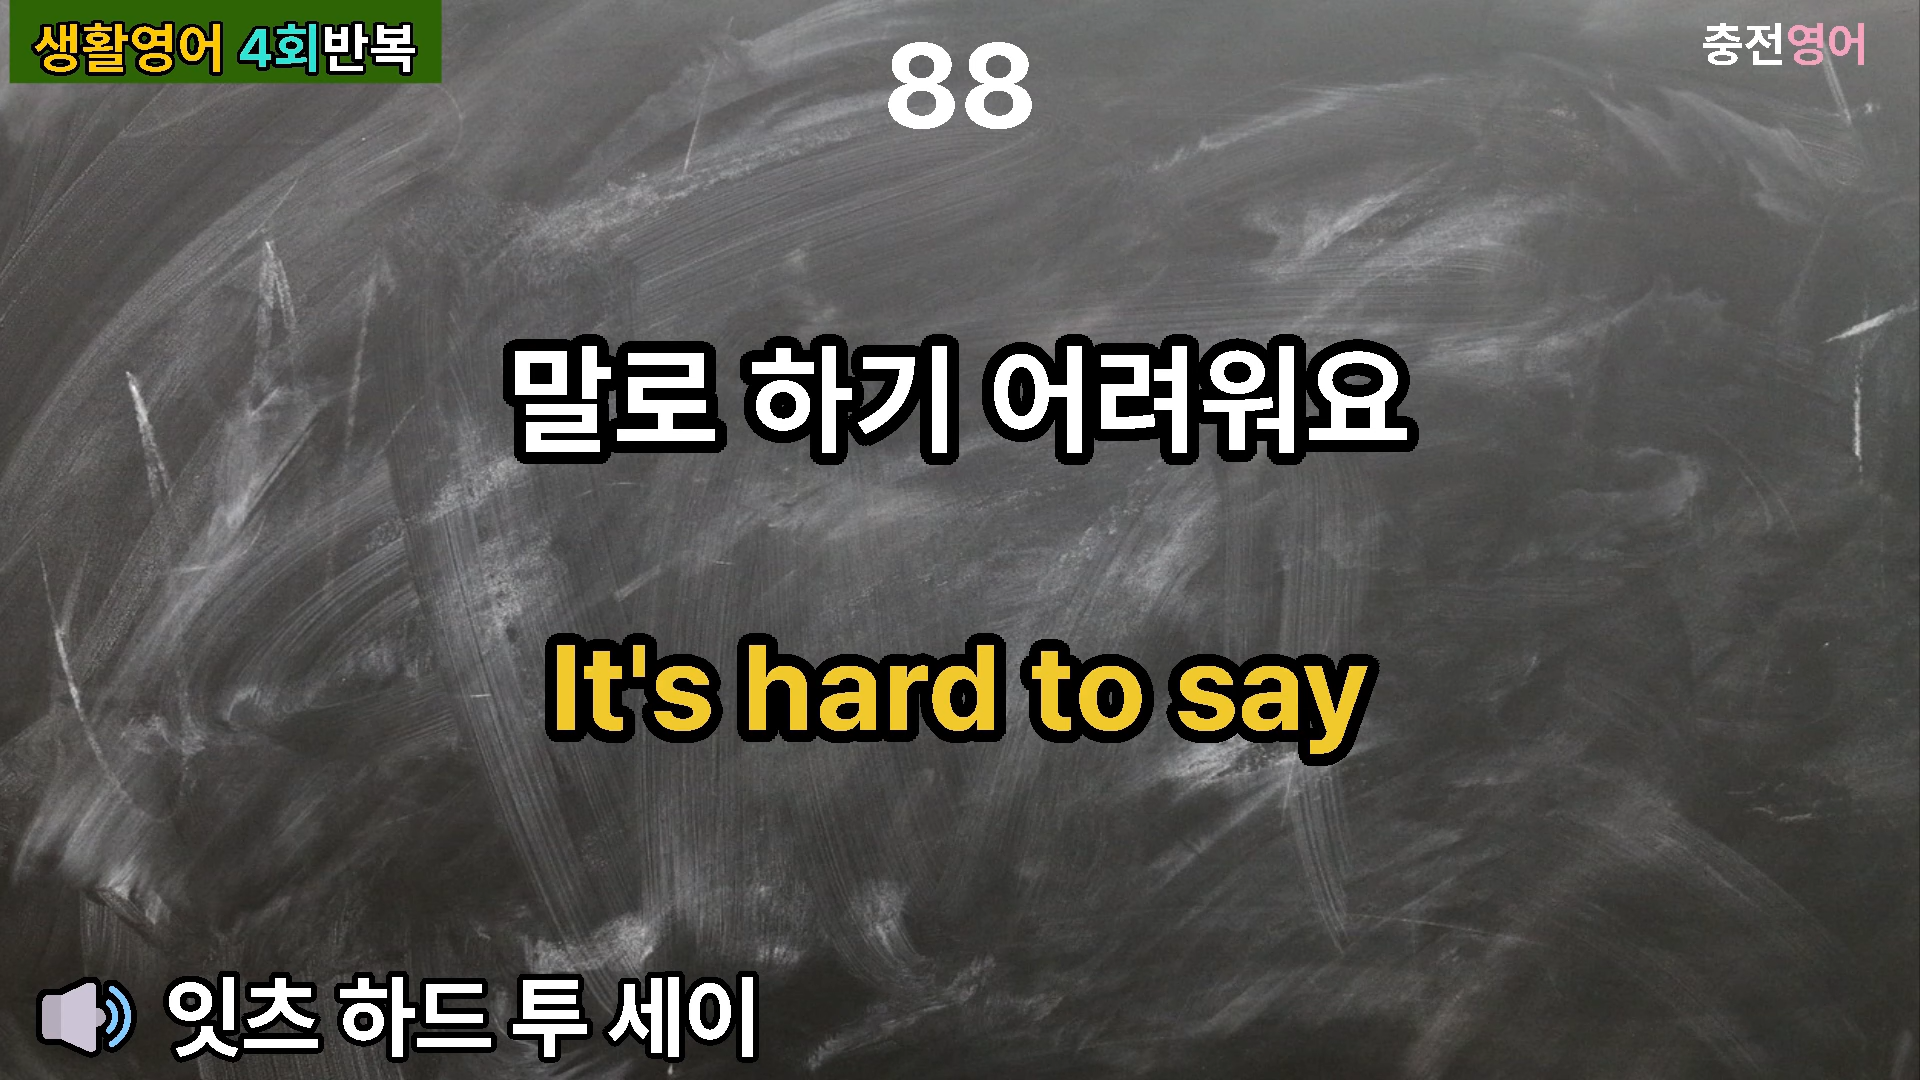 생활영어 4회반복
88
충전영어
말로 하기 어려워요
It's hard to say
잇츠 하드 투 세이